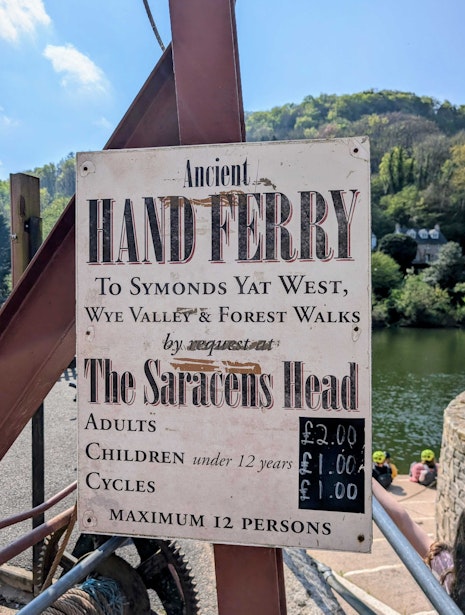 Ancient
HAND FERRY
TO SYMONDS YAT WEST,
WYE VALLEY & FOREST WALKS
by request at
The Saracens Head
ADULTS £2.00
CHILDREN under 12 years £1.00
CYCLES £1.00
MAXIMUM 12 PERSONS